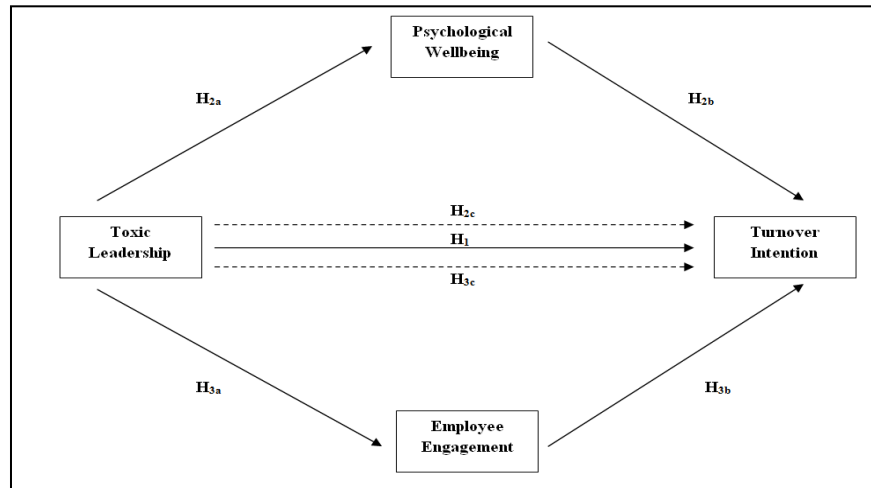 Psychological
Wellbeing
H2a
H2b
H2c
Toxic
Leadership
H1
Turnover
Intention
H3c
H3a
H3b
Employee
Engagement